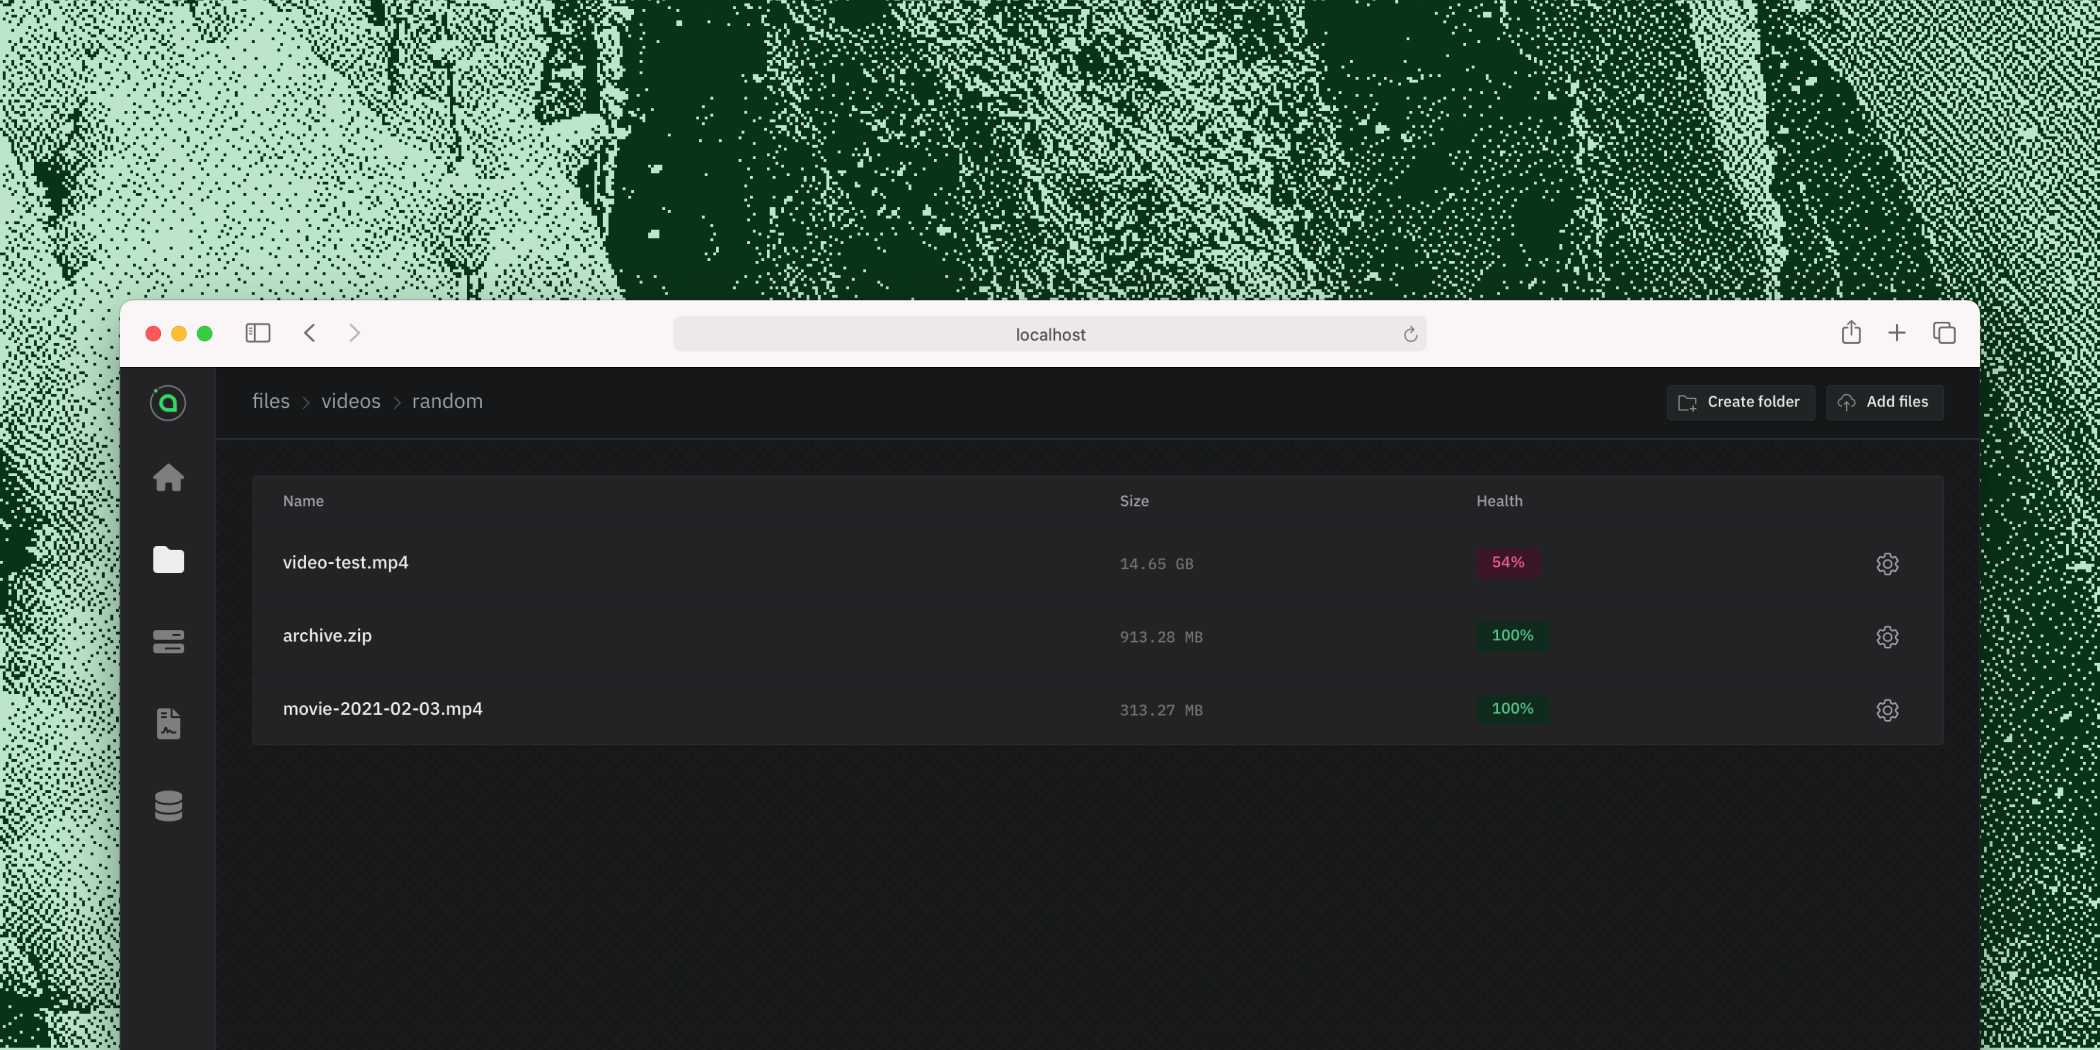 localhost
files > videos > random
Create folder
Add files
Name Size Health
video-test.mp4 14.65 GB 54%
archive.zip 913.28 MB 100%
movie-2021-02-03.mp4 313.27 MB 100%